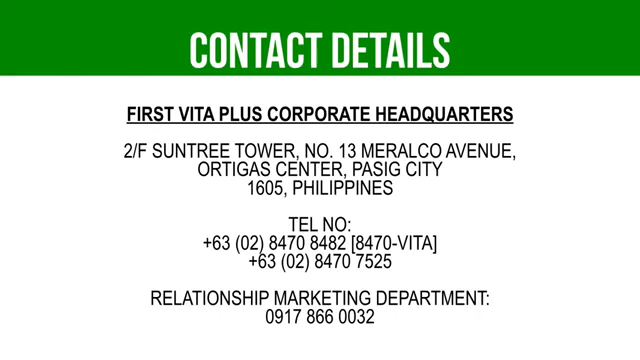 CONTACT DETAILS
FIRST VITA PLUS CORPORATE HEADQUARTERS
2/F SUNTREE TOWER, NO. 13 MERALCO AVENUE,
ORTIGAS CENTER, PASIG CITY
1605, PHILIPPINES
TEL NO:
+63 (02) 8470 8482 [8470-VITA]
+63 (02) 8470 7525
RELATIONSHIP MARKETING DEPARTMENT:
0917 866 0032